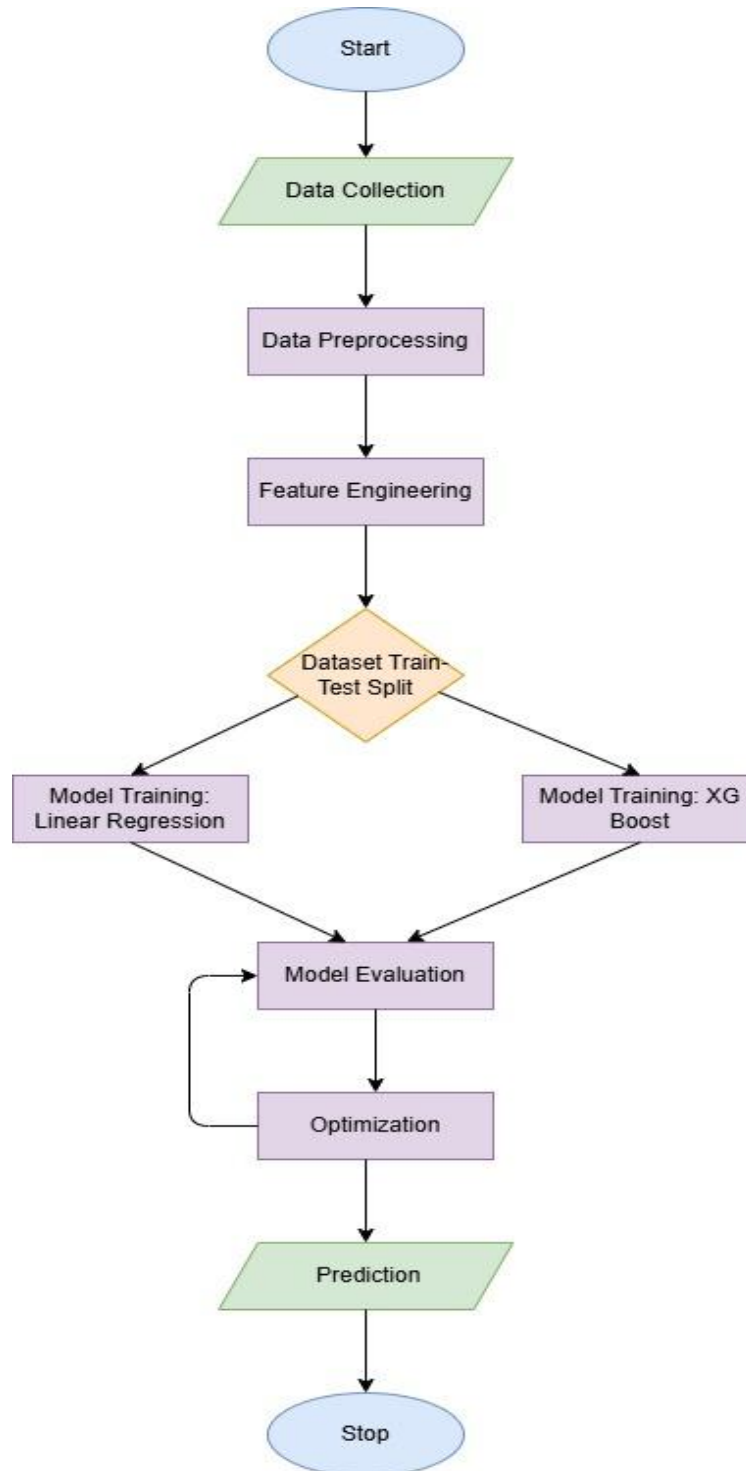 Start
Data Collection
Data Preprocessing
Feature Engineering
Dataset Train-
Test Split
Model Training:
Linear Regression
Model Training: XG
Boost
Model Evaluation
Optimization
Prediction
Stop